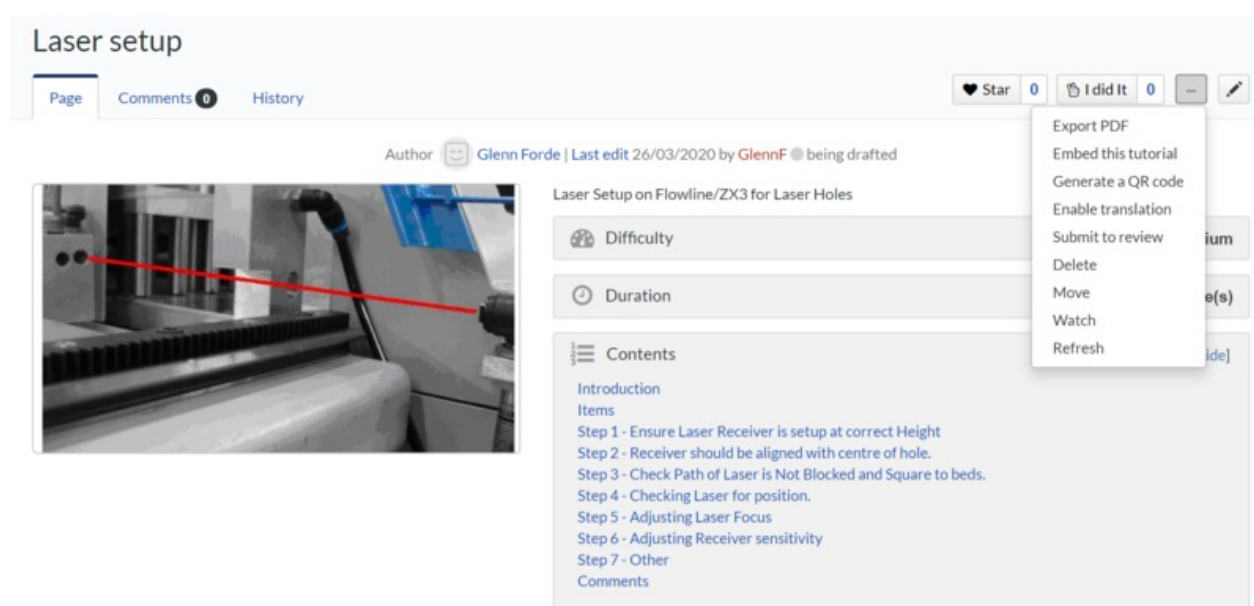 Laser setup
Page Comments 0 History
Star 0 I did It 0 ...
Export PDF
Embed this tutorial
Generate a QR code
Enable translation
Submit to review
Delete
Move
Watch
Refresh
Author Glenn Forde | Last edit 26/03/2020 by GlennF being drafted
Laser Setup on Flowline/ZX3 for Laser Holes
Difficulty ium
Duration e(s)
Contents ide]
Introduction
Items
Step 1 - Ensure Laser Receiver is setup at correct Height
Step 2 - Receiver should be aligned with centre of hole.
Step 3 - Check Path of Laser is Not Blocked and Square to beds.
Step 4 - Checking Laser for position.
Step 5 - Adjusting Laser Focus
Step 6 - Adjusting Receiver sensitivity
Step 7 - Other
Comments